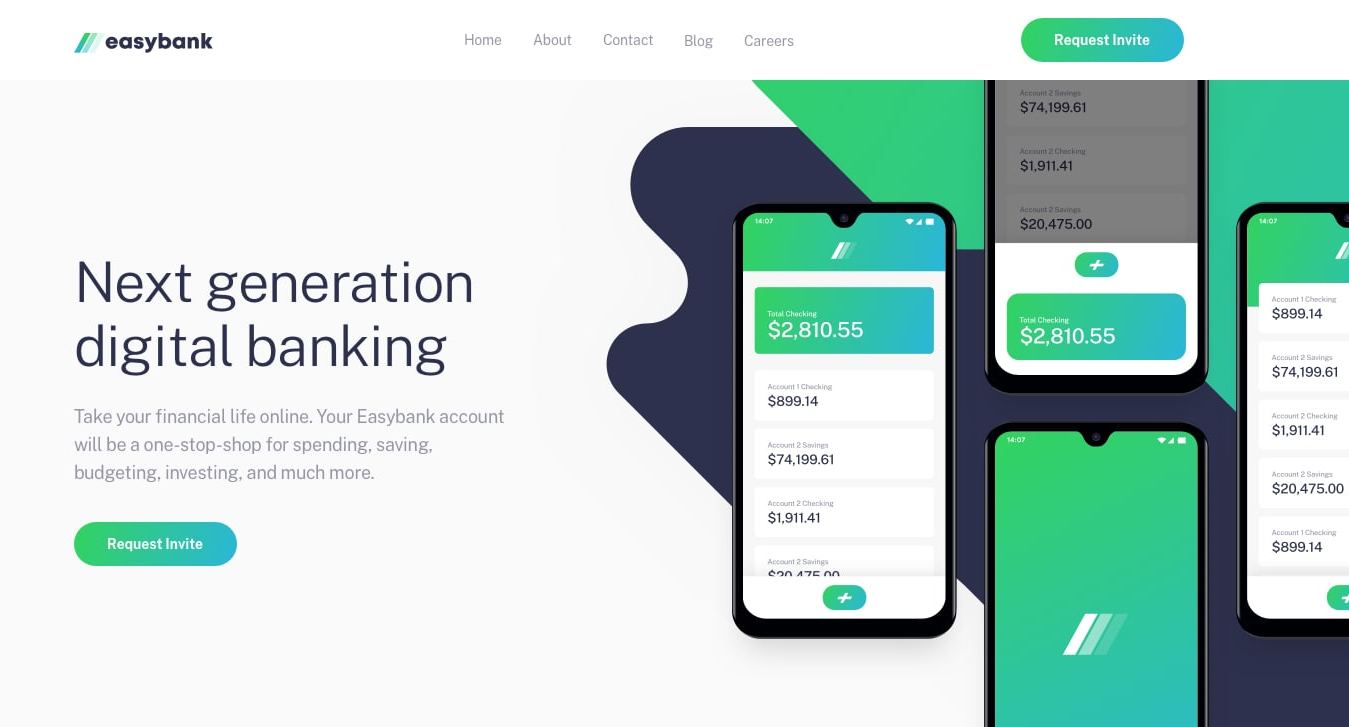 easybank
Home
About
Contact
Blog
Careers
Request Invite
Next generation
digital banking
Take your financial life online. Your Easybank account
will be a one-stop-shop for spending, saving,
budgeting, investing, and much more.
Request Invite
14:07
Total Checking
$2,810.55
Account 1 Checking
$899.14
Account 2 Savings
$74,199.61
Account 2 Checking
$1,911.41
Account 2 Savings
$20,475.00
Account 2 Savings
$74,199.61
Account 2 Checking
$1,911.41
Account 2 Savings
$20,475.00
Total Checking
$2,810.55
14:07
14:07
Account 1 Checking
$899.14
Account 2 Savings
$74,199.61
Account 2 Checking
$1,911.41
Account 2 Savings
$20,475.00
Account 1 Checking
$899.14